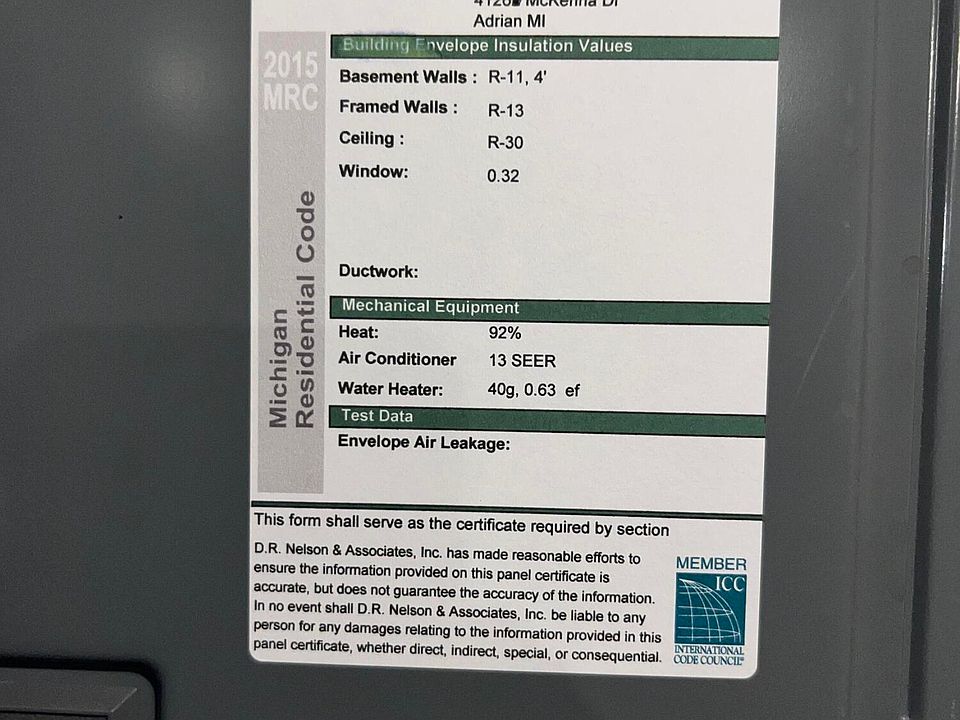 McKenna Dr
Adrian MI
2015
MRC
Michigan
Residential Code
Building Envelope Insulation Values
Basement Walls : R-11, 4'
Framed Walls : R-13
Ceiling : R-30
Window: 0.32
Ductwork:
Mechanical Equipment
Heat: 92%
Air Conditioner 13 SEER
Water Heater: 40g, 0.63 ef
Test Data
Envelope Air Leakage:
This form shall serve as the certificate required by section
D.R. Nelson & Associates, Inc. has made reasonable efforts to
ensure the information provided on this panel certificate is
accurate, but does not guarantee the accuracy of the information.
In no event shall D.R. Nelson & Associates, Inc. be liable to any
person for any damages relating to the information provided in this
panel certificate, whether direct, indirect, special, or consequential.
MEMBER
ICC
INTERNATIONAL
CODE COUNCIL®